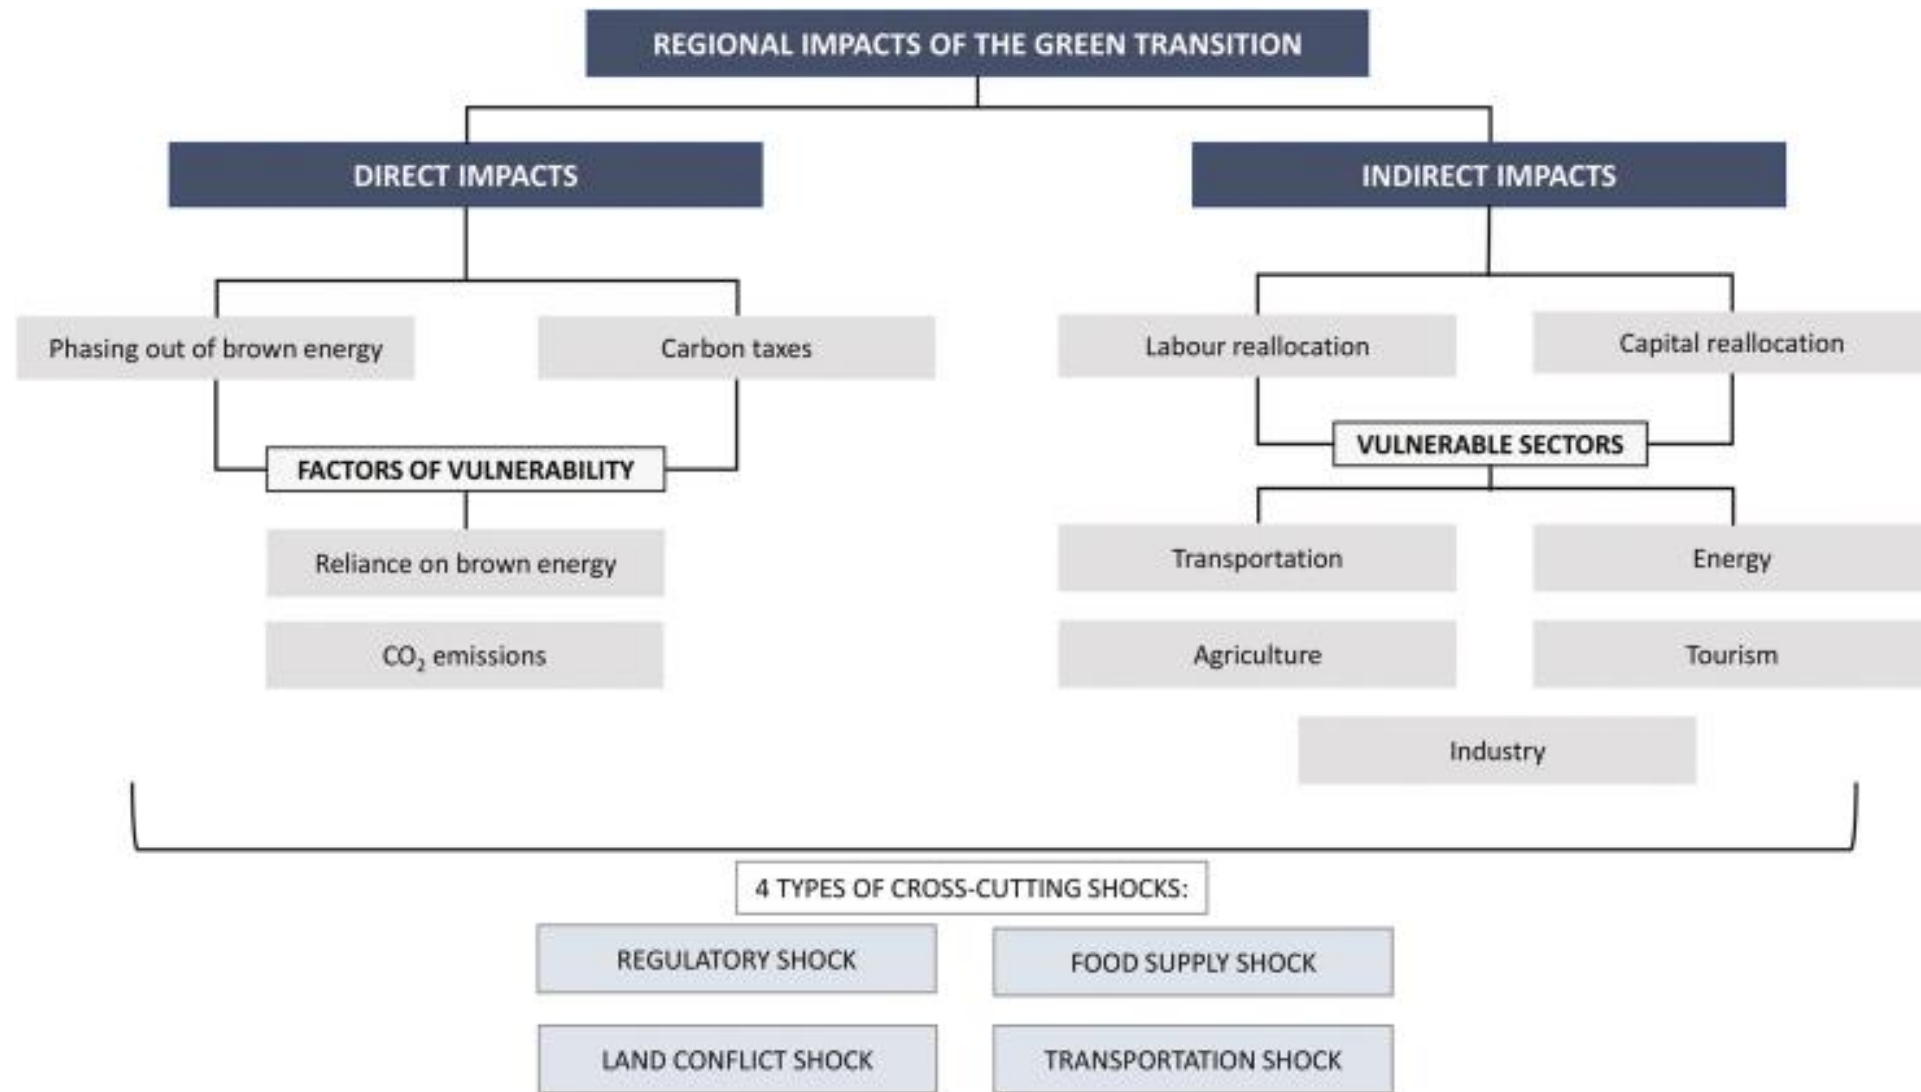 REGIONAL IMPACTS OF THE GREEN TRANSITION
DIRECT IMPACTS
INDIRECT IMPACTS
Phasing out of brown energy
Carbon taxes
Labour reallocation
Capital reallocation
FACTORS OF VULNERABILITY
VULNERABLE SECTORS
Reliance on brown energy
Transportation
Energy
CO₂ emissions
Agriculture
Tourism
Industry
4 TYPES OF CROSS-CUTTING SHOCKS:
REGULATORY SHOCK
FOOD SUPPLY SHOCK
LAND CONFLICT SHOCK
TRANSPORTATION SHOCK